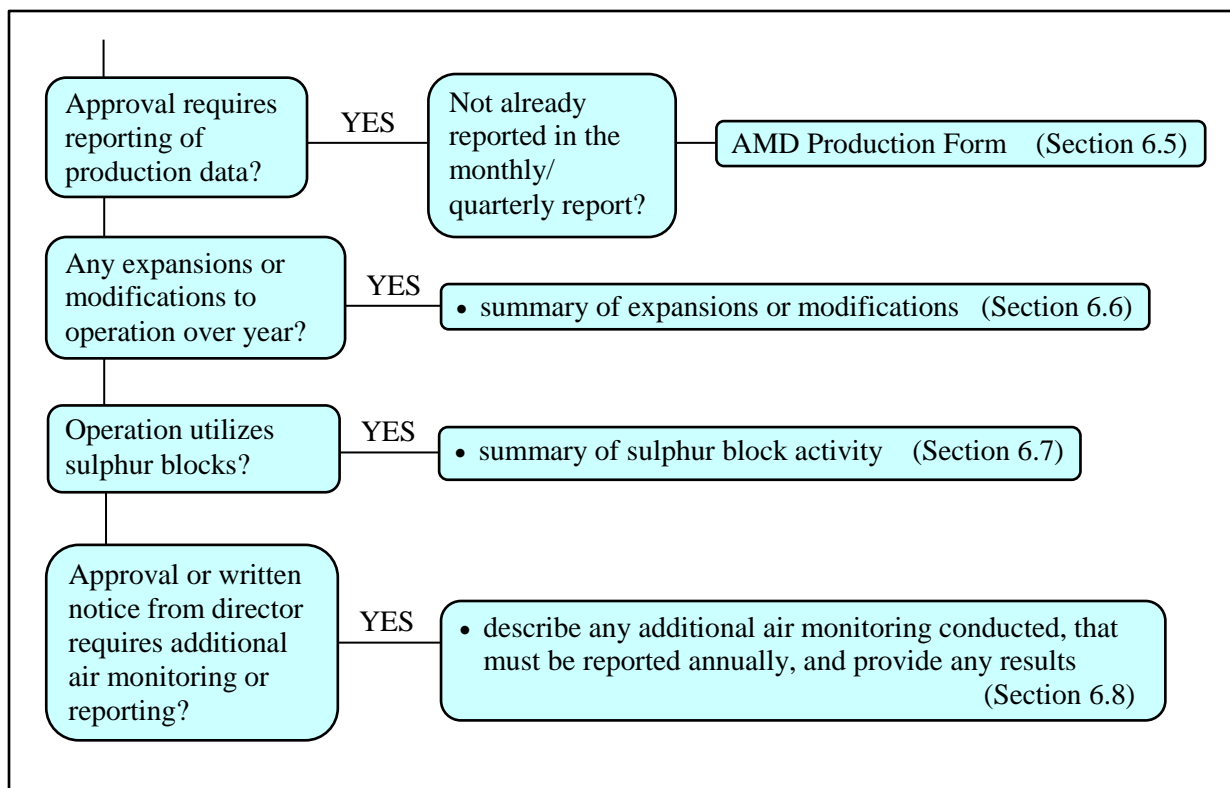 Approval requires
reporting of
production data?
YES
Not already
reported in the
monthly/
quarterly report?
AMD Production Form (Section 6.5)
Any expansions or
modifications to
operation over year?
YES
• summary of expansions or modifications (Section 6.6)
Operation utilizes
sulphur blocks?
YES
• summary of sulphur block activity (Section 6.7)
Approval or written
notice from director
requires additional
air monitoring or
reporting?
YES
• describe any additional air monitoring conducted, that
must be reported annually, and provide any results
(Section 6.8)